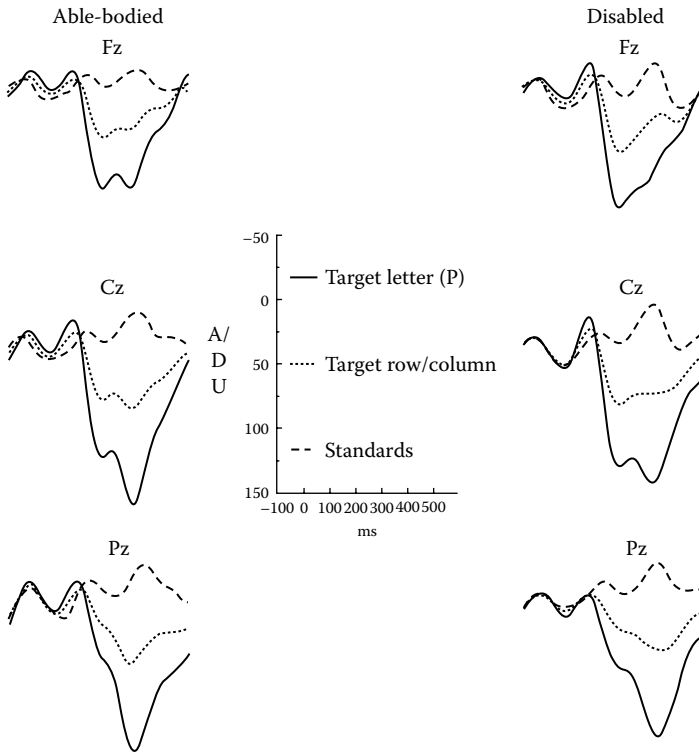 Able-bodied
Fz
Disabled
Fz
Cz
Cz
A/
D
U
−50
0
50
100
150
−100 0 100 200 300 400 500
ms
Target letter (P)
Target row/column
Standards
Pz
Pz